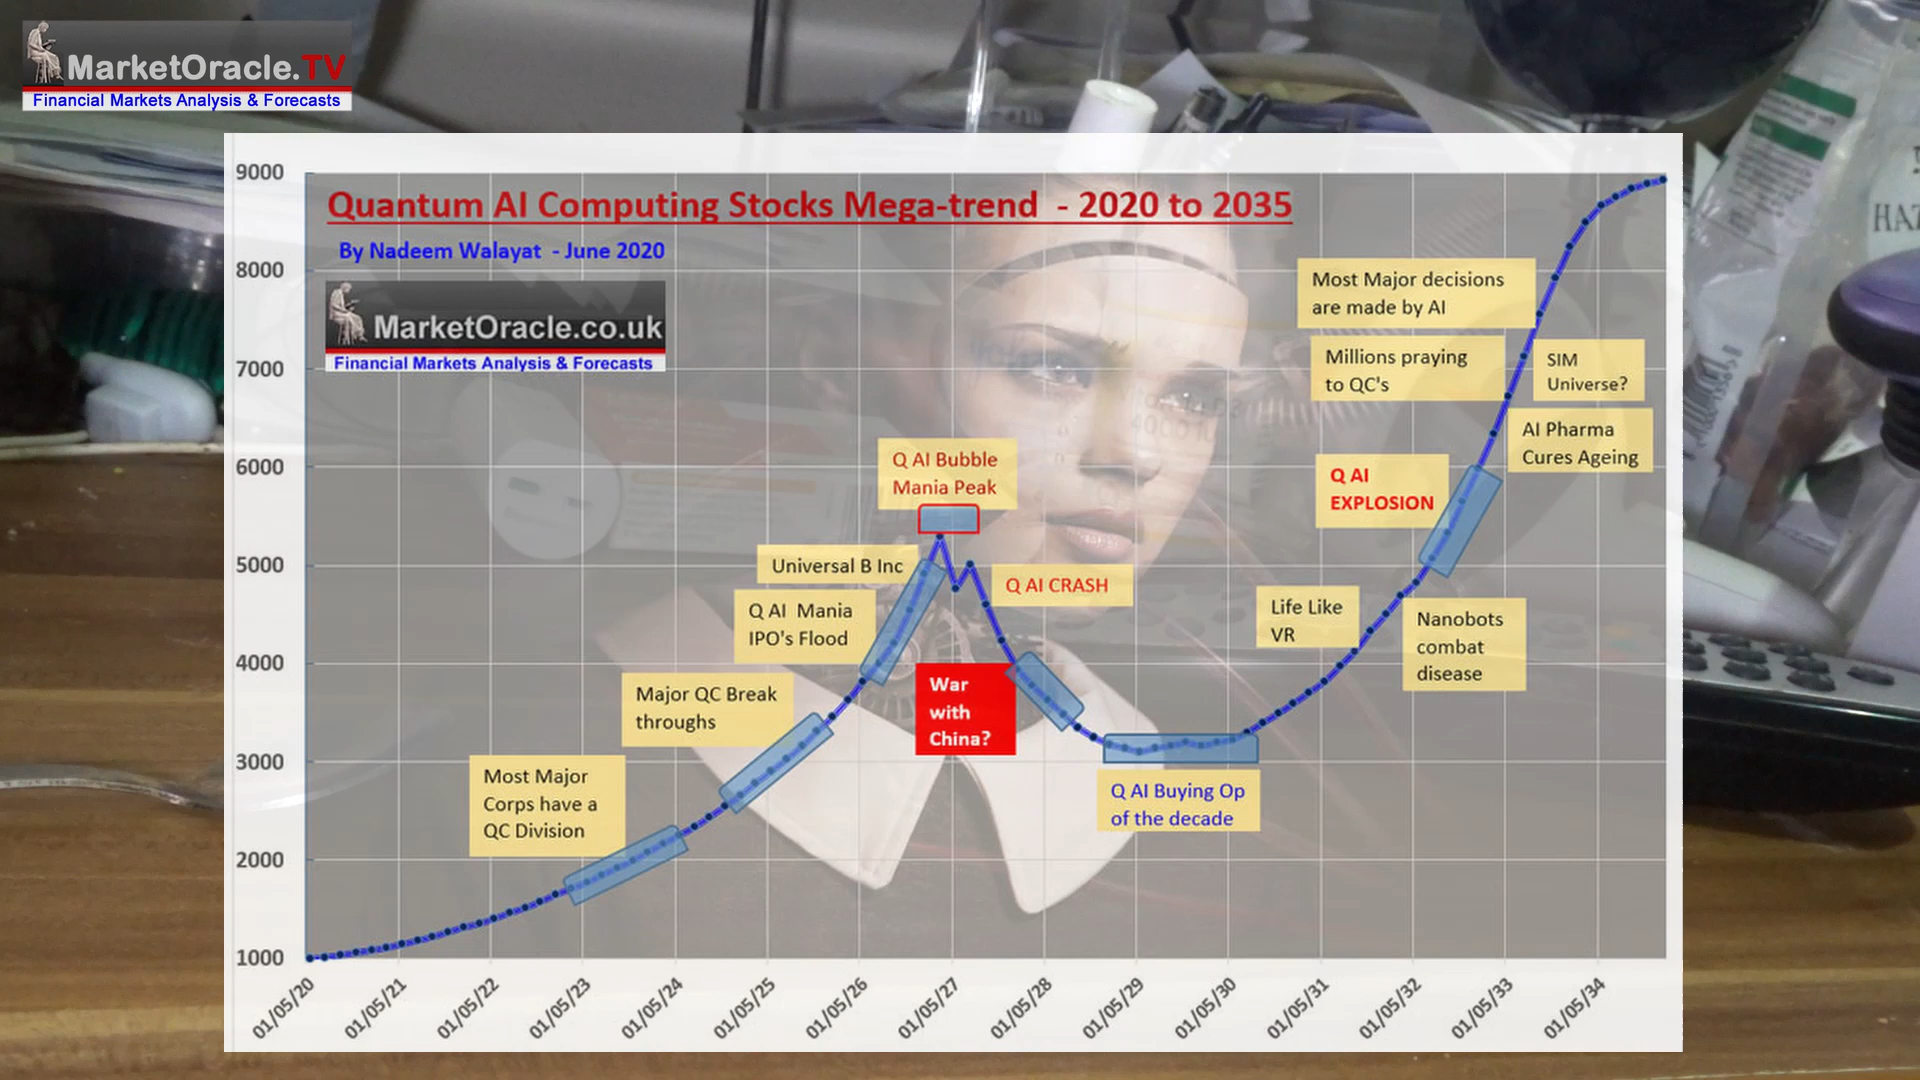 MarketOracle.TV
Financial Markets Analysis & Forecasts
Quantum AI Computing Stocks Mega-trend - 2020 to 2035
By Nadeem Walayat - June 2020
MarketOracle.co.uk
Financial Markets Analysis & Forecasts
9000
8000
7000
6000
5000
4000
3000
2000
1000
Most Major
Corps have a
QC Division
Major QC Break
throughs
Q AI Mania
IPO's Flood
Universal B Inc
Q AI Bubble
Mania Peak
Q AI CRASH
War
with
China?
Q AI Buying Op
of the decade
Life Like
VR
Nanobots
combat
disease
Q AI
EXPLOSION
AI Pharma
Cures Ageing
Millions praying
to QC's
SIM
Universe?
Most Major decisions
are made by AI
01/05/20
01/05/21
01/05/22
01/05/23
01/05/24
01/05/25
01/05/26
01/05/27
01/05/28
01/05/29
01/05/30
01/05/31
01/05/32
01/05/33
01/05/34
HAZ